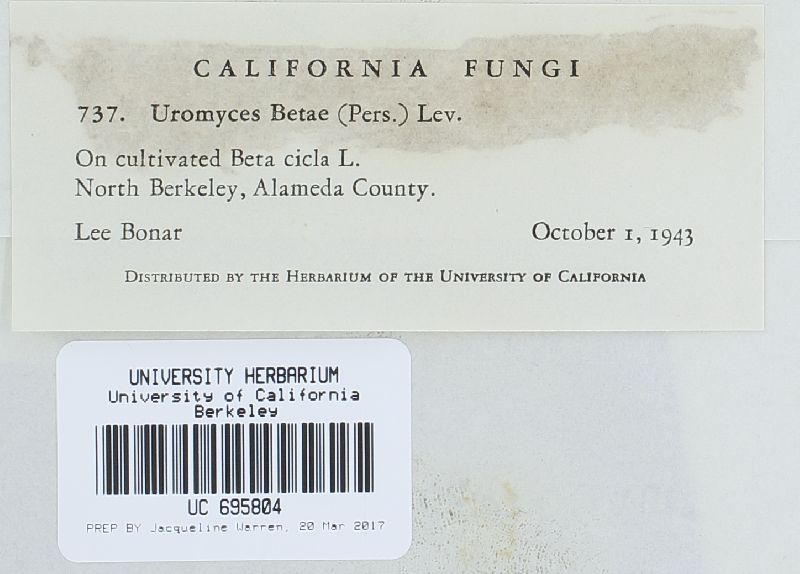 CALIFORNIA FUNGI
737. Uromyces Betae (Pers.) Lev.
On cultivated Beta cicla L.
North Berkeley, Alameda County.
Lee Bonar October 1, 1943
Distributed by the Herbarium of the University of California
UNIVERSITY HERBARIUM
University of California
Berkeley
UC 695804
PREP BY Jacqueline Warren, 20 Mar 2017